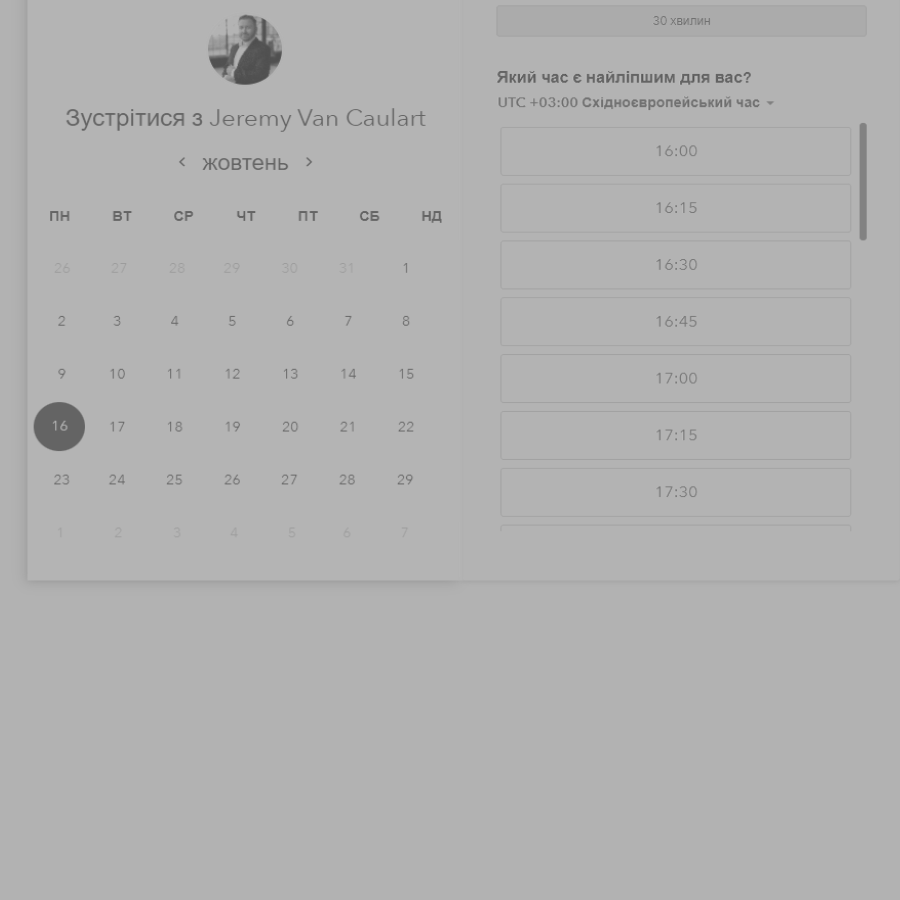 Зустрітися з Jeremy Van Caulart
жовтень
ПН ВТ СР ЧТ ПТ СБ НД
26 27 28 29 30 31 1
2 3 4 5 6 7 8
9 10 11 12 13 14 15
16 17 18 19 20 21 22
23 24 25 26 27 28 29
1 2 3 4 5 6 7
30 хвилин
Який час є найліпшим для вас?
UTC +03:00 Східноєвропейський час
16:00
16:15
16:30
16:45
17:00
17:15
17:30